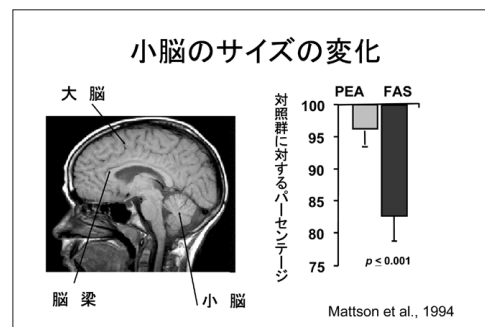 小脳のサイズの変化
大 脳
脳 梁
小 脳
対照群に対するパーセンテージ
PEA FAS
100
95
90
85
80
75
p ≤ 0.001
Mattson et al., 1994